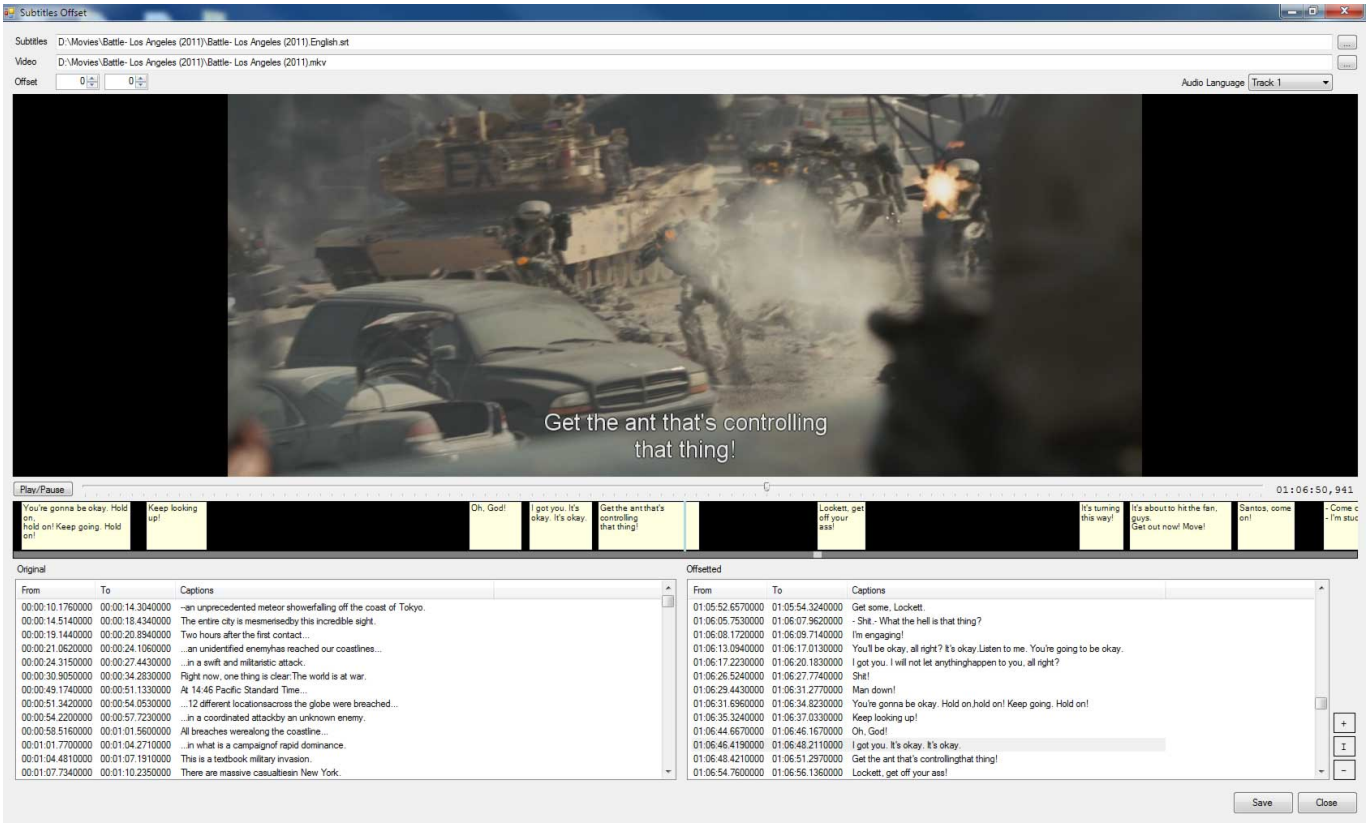 Subtitles Offset
Subtitles D:\Movies\Battle- Los Angeles (2011)\Battle- Los Angeles (2011).English.srt ...
Video D:\Movies\Battle- Los Angeles (2011)\Battle- Los Angeles (2011).mkv ...
Offset 0 0 Audio Language Track 1
Get the ant that's controlling
that thing!
Play/Pause 01:06:50,941
You're gonna be okay. Hold
on,
hold on! Keep going. Hold
on!
Keep looking
up!
Oh, God!
I got you. It's
okay. It's okay.
Get the ant that's
controlling
that thing!
Lockett, get
off your
ass!
It's turning
this way!
It's about to hit the fan,
guys.
Get out now! Move!
Santos, come
on!
- Come
- I'm
Original
From To Captions
00:00:10.1760000 00:00:14.3040000 --an unprecedented meteor showerfalling off the coast of Tokyo.
00:00:14.5140000 00:00:18.4340000 The entire city is mesmerisedby this incredible sight.
00:00:19.1440000 00:00:20.8940000 Two hours after the first contact...
00:00:21.0620000 00:00:24.1060000 ...an unidentified enemyhas reached our coastlines...
00:00:24.3150000 00:00:27.4430000 ...in a swift and militaristic attack.
00:00:30.9050000 00:00:34.2830000 Right now, one thing is clear:The world is at war.
00:00:49.1740000 00:00:51.1330000 At 14:46 Pacific Standard Time...
00:00:51.3420000 00:00:54.0530000 ...12 different locationsacross the globe were breached...
00:00:54.2200000 00:00:57.7230000 ...in a coordinated attackby an unknown enemy.
00:00:58.5160000 00:01:01.5600000 All breaches werealong the coastline...
00:01:01.7700000 00:01:04.2710000 ...in what is a campaignof rapid dominance.
00:01:04.4810000 00:01:07.1910000 This is a textbook military invasion.
00:01:07.7340000 00:01:10.2350000 There are massive casualtiesin New York.
Offsetted
From To Captions
01:05:52.6570000 01:05:54.3240000 Get some, Lockett.
01:06:05.7530000 01:06:07.9620000 - Shit.- What the hell is that thing?
01:06:08.1720000 01:06:09.7140000 I'm engaging!
01:06:13.0940000 01:06:17.0130000 You'll be okay, all right? It's okay.Listen to me. You're going to be okay.
01:06:17.2230000 01:06:20.1830000 I got you. I will not let anythinghappen to you, all right?
01:06:26.5240000 01:06:27.7740000 Shit!
01:06:29.4430000 01:06:31.2770000 Man down!
01:06:31.6960000 01:06:34.8230000 You're gonna be okay. Hold on,hold on! Keep going. Hold on!
01:06:35.3240000 01:06:37.0330000 Keep looking up!
01:06:44.6670000 01:06:46.1670000 Oh, God!
01:06:46.4190000 01:06:48.2110000 I got you. It's okay. It's okay.
01:06:48.4210000 01:06:51.2970000 Get the ant that's controllingthat thing!
01:06:54.7600000 01:06:56.1360000 Lockett, get off your ass!
+
I
-
Save Close